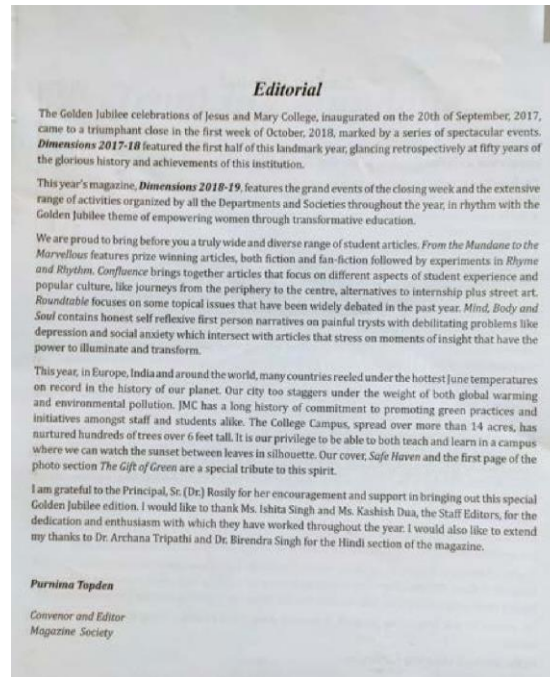 Editorial
The Golden Jubilee celebrations of Jesus and Mary College, inaugurated on the 20th of September, 2017,
came to a triumphant close in the first week of October, 2018, marked by a series of spectacular events.
Dimensions 2017-18 featured the first half of this landmark year, glancing retrospectively at fifty years of
the glorious history and achievements of this institution.
This year's magazine, Dimensions 2018-19, features the grand events of the closing week and the extensive
range of activities organized by all the Departments and Societies throughout the year, in rhythm with the
Golden Jubilee theme of empowering women through transformative education.
We are proud to bring before you a truly wide and diverse range of student articles. From the Mundane to the
Marvellous features prize winning articles, both fiction and fan-fiction followed by experiments in Rhyme
and Rhythm. Confluence brings together articles that focus on different aspects of student experience and
popular culture, like journeys from the periphery to the centre, alternatives to internship plus street art.
Roundtable focuses on some topical issues that have been widely debated in the past year. Mind, Body and
Soul contains honest self reflexive first person narratives on painful trysts with debilitating problems like
depression and social anxiety which intersect with articles that stress on moments of insight that have the
power to illuminate and transform.
This year, in Europe, India and around the world, many countries reeled under the hottest June temperatures
on record in the history of our planet. Our city too staggers under the weight of both global warming
and environmental pollution. JMC has a long history of commitment to promoting green practices and
initiatives amongst staff and students alike. The College Campus, spread over more than 14 acres, has
nurtured hundreds of trees over 6 feet tall. It is our privilege to be able to both teach and learn in a campus
where we can watch the sunset between leaves in silhouette. Our cover, Safe Haven and the first page of the
photo section The Gift of Green are a special tribute to this spirit.
I am grateful to the Principal, Sr. (Dr.) Rosily for her encouragement and support in bringing out this special
Golden Jubilee edition. I would like to thank Ms. Ishita Singh and Ms. Kashish Dua, the Staff Editors, for the
dedication and enthusiasm with which they have worked throughout the year. I would also like to extend
my thanks to Dr. Archana Tripathi and Dr. Birendra Singh for the Hindi section of the magazine.
Purnima Topden
Convenor and Editor
Magazine Society